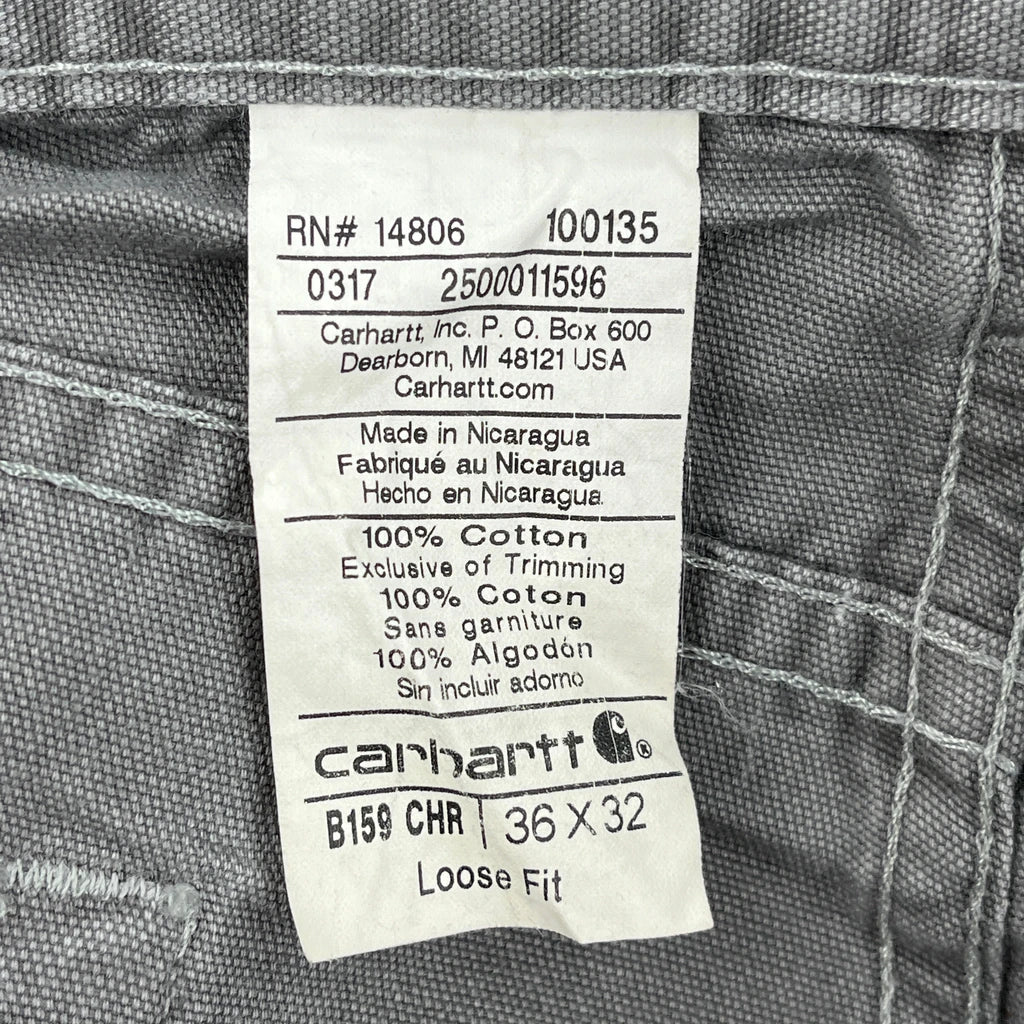 RN# 14806 100135
0317 2500011596
Carhartt, Inc. P. O. Box 600
Dearborn, MI 48121 USA
Carhartt.com
Made in Nicaragua
Fabriqué au Nicaragua
Hecho en Nicaragua
100% Cotton
Exclusive of Trimming
100% Coton
Sans garniture
100% Algodón
Sin incluir adorno
carhartt ®
B159 CHR | 36 X 32
Loose Fit